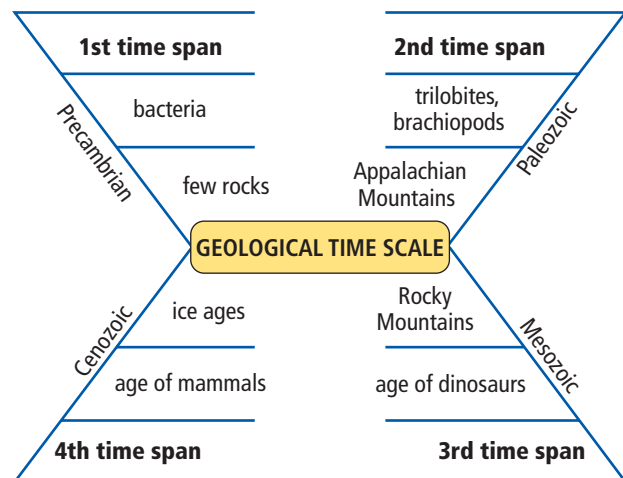 1st time span
bacteria
few rocks
Precambrian
2nd time span
trilobites,
brachiopods
Appalachian
Mountains
Paleozoic
GEOLOGICAL TIME SCALE
Cenozoic
ice ages
age of mammals
4th time span
Rocky
Mountains
Mesozoic
age of dinosaurs
3rd time span